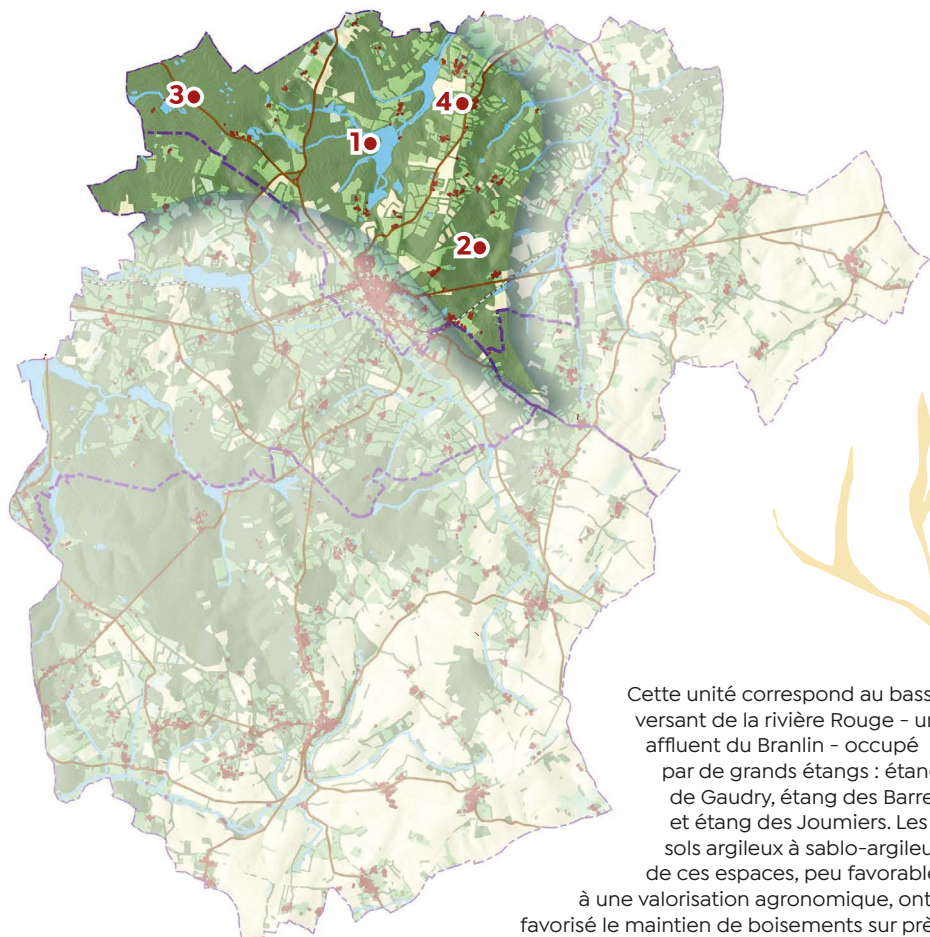 3
4
1
2
Cette unité correspond au bass
versant de la rivière Rouge - un
affluent du Branlin - occupé
par de grands étangs : étang
de Gaudry, étang des Barre
et étang des Joumiers. Les
sols argileux à sablo-argileu
de ces espaces, peu favorable
à une valorisation agronomique, ont
favorisé le maintien de boisements sur prè